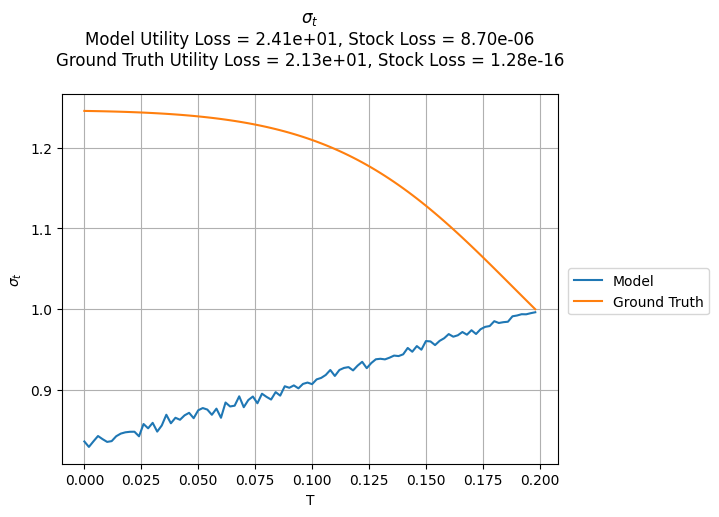 σt
Model Utility Loss = 2.41e+01, Stock Loss = 8.70e-06
Ground Truth Utility Loss = 2.13e+01, Stock Loss = 1.28e-16
1.2
1.1
1.0
0.9
σt
0.000 0.025 0.050 0.075 0.100 0.125 0.150 0.175 0.200
T
Model
Ground Truth